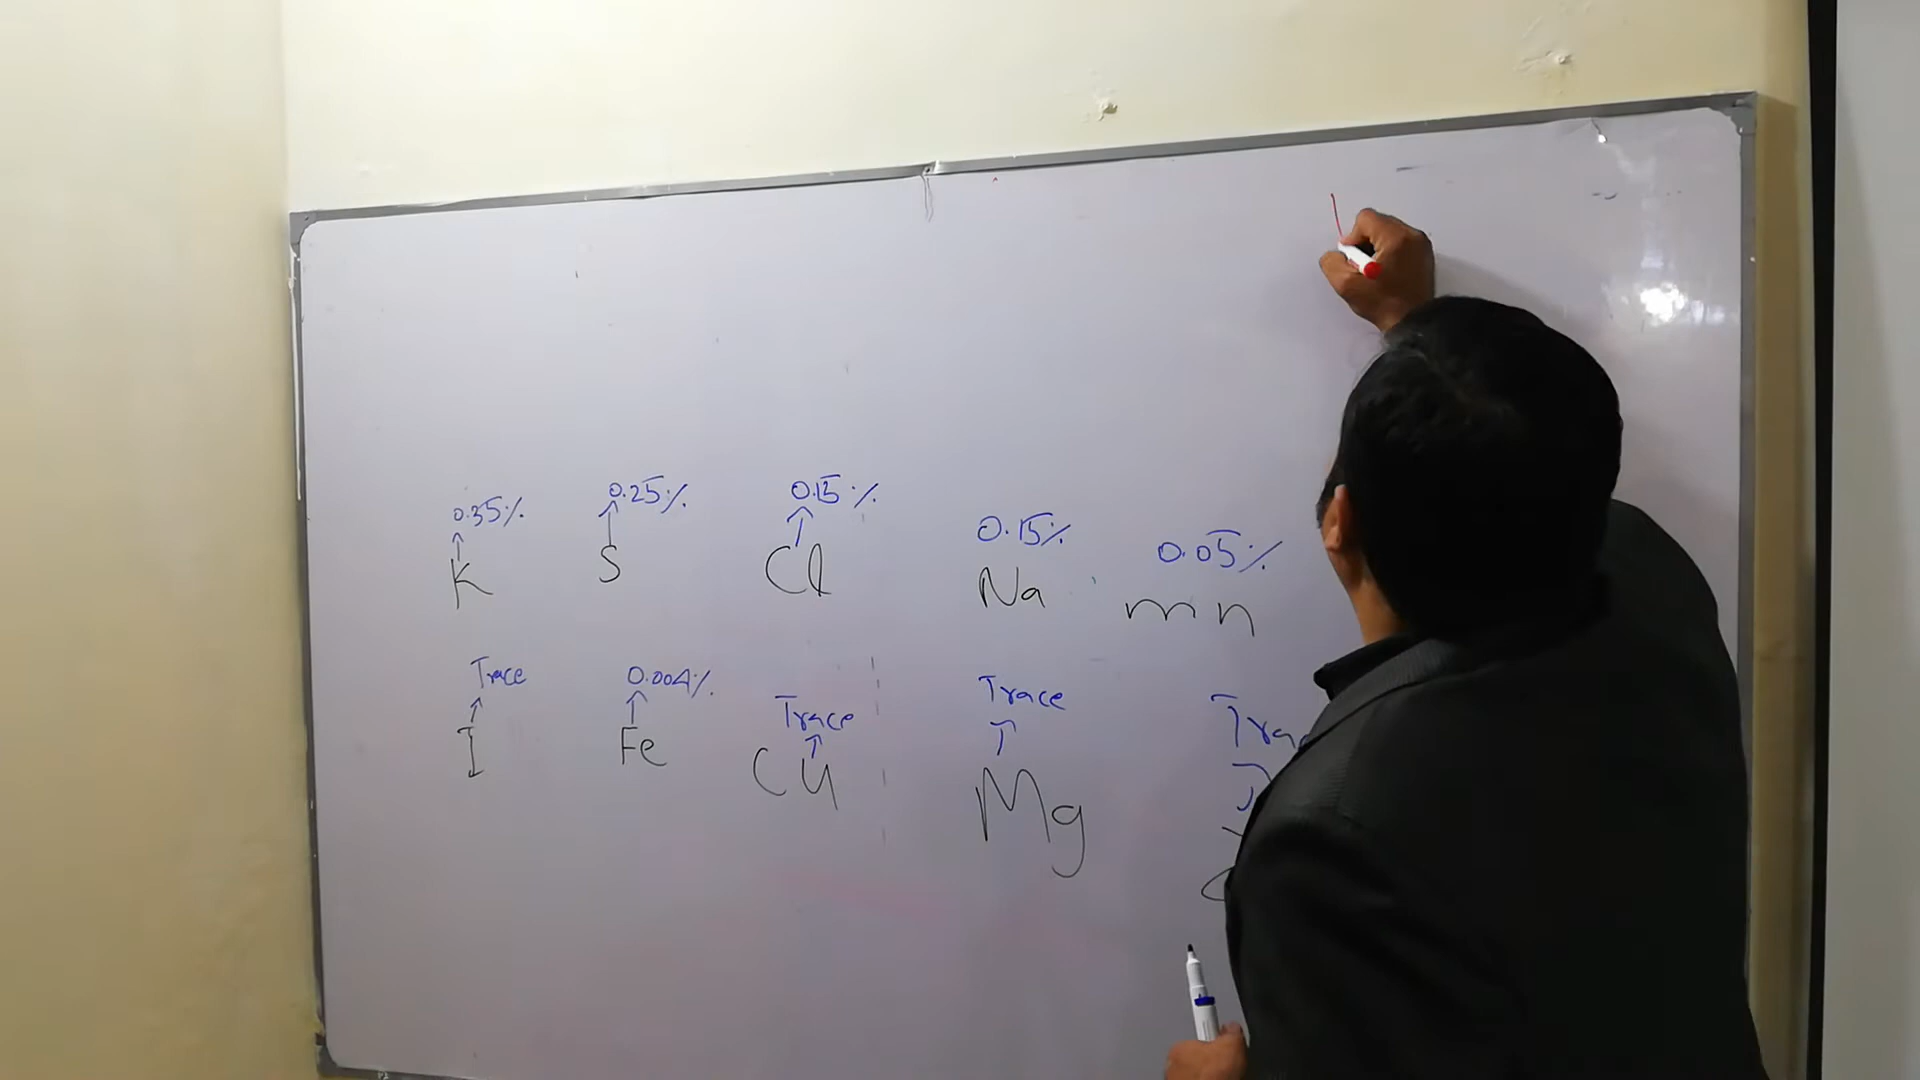 0.35% 0.25% 0.15% 0.15% 0.05%
K S Cl Na mn
Trace 0.004% Trace Trace
I Fe Cu Mg